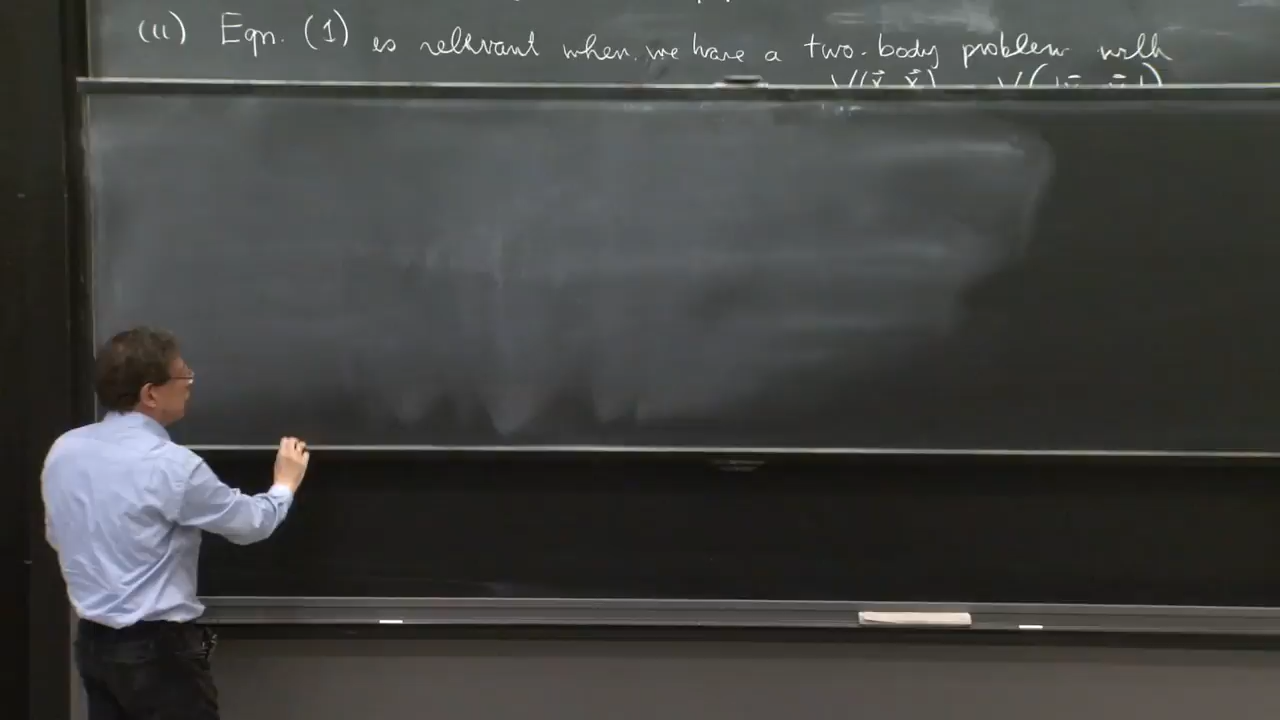 (ii) Eqn. (1) is relevant when we have a two-body problem with
V(x⃗, x⃗) V(|